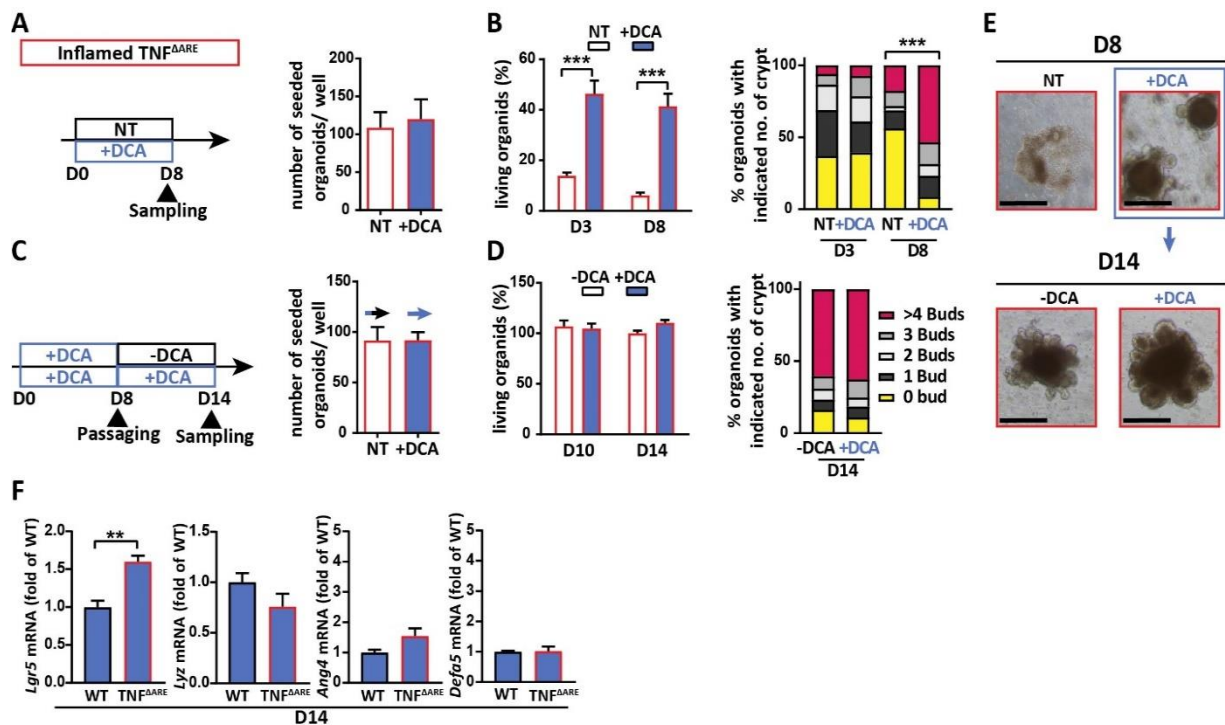 A
Inflamed TNF^ΔARE
NT
+DCA
D0 D8
Sampling
number of seeded
organoids/ well
200
150
100
50
0
NT +DCA
B
NT +DCA
living organids (%)
60
40
20
0
***
***
D3 D8
% organoids with
indicated no. of crypt
100
50
0
***
NT+DCA NT+DCA
D3 D8
E
D8
NT +DCA
D14
-DCA +DCA
C
+DCA -DCA
+DCA +DCA
D0 D8 D14
Passaging Sampling
number of seeded
organoids/ well
150
100
50
0
NT +DCA
D
-DCA +DCA
living organids (%)
150
100
50
0
D10 D14
% organoids with
indicated no. of crypt
100
50
0
-DCA +DCA
D14
>4 Buds
3 Buds
2 Buds
1 Bud
0 bud
F
Lgr5 mRNA (fold of WT)
2.0
1.5
1.0
0.5
0.0
**
WT TNF^ΔARE
Lyz mRNA (fold of WT)
1.5
1.0
0.5
0.0
WT TNF^ΔARE
Ang4 mRNA (fold of WT)
5
4
3
2
1
0
WT TNF^ΔARE
Defa5 mRNA (fold of WT)
5
4
3
2
1
0
WT TNF^ΔARE
D14